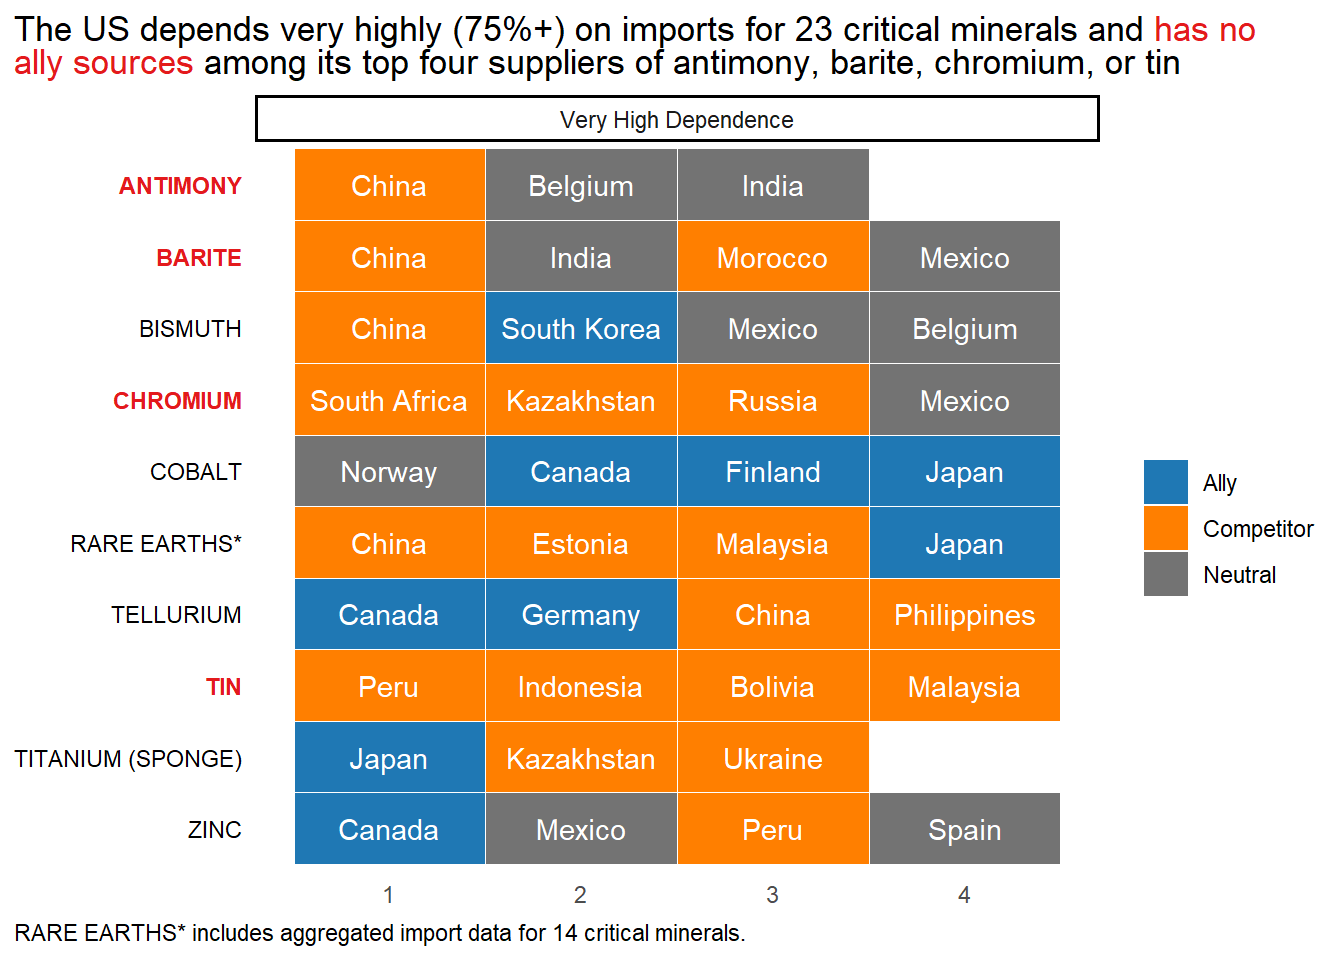 The US depends very highly (75%+) on imports for 23 critical minerals and has no
ally sources among its top four suppliers of antimony, barite, chromium, or tin
Very High Dependence
ANTIMONY China Belgium India
BARITE China India Morocco Mexico
BISMUTH China South Korea Mexico Belgium
CHROMIUM South Africa Kazakhstan Russia Mexico
COBALT Norway Canada Finland Japan
RARE EARTHS* China Estonia Malaysia Japan
TELLURIUM Canada Germany China Philippines
TIN Peru Indonesia Bolivia Malaysia
TITANIUM (SPONGE) Japan Kazakhstan Ukraine
ZINC Canada Mexico Peru Spain
1 2 3 4
Ally
Competitor
Neutral
RARE EARTHS* includes aggregated import data for 14 critical minerals.